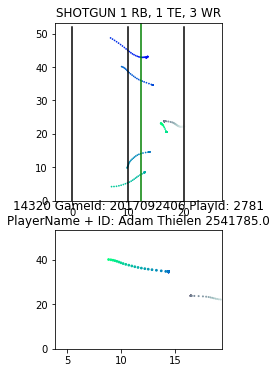 SHOTGUN 1 RB, 1 TE, 3 WR
50
40
30
20
10
0
0 10 20
14320 GameId: 2017092406 PlayId: 2781
PlayerName + ID: Adam Thielen 2541785.0
40
20
0
5 10 15